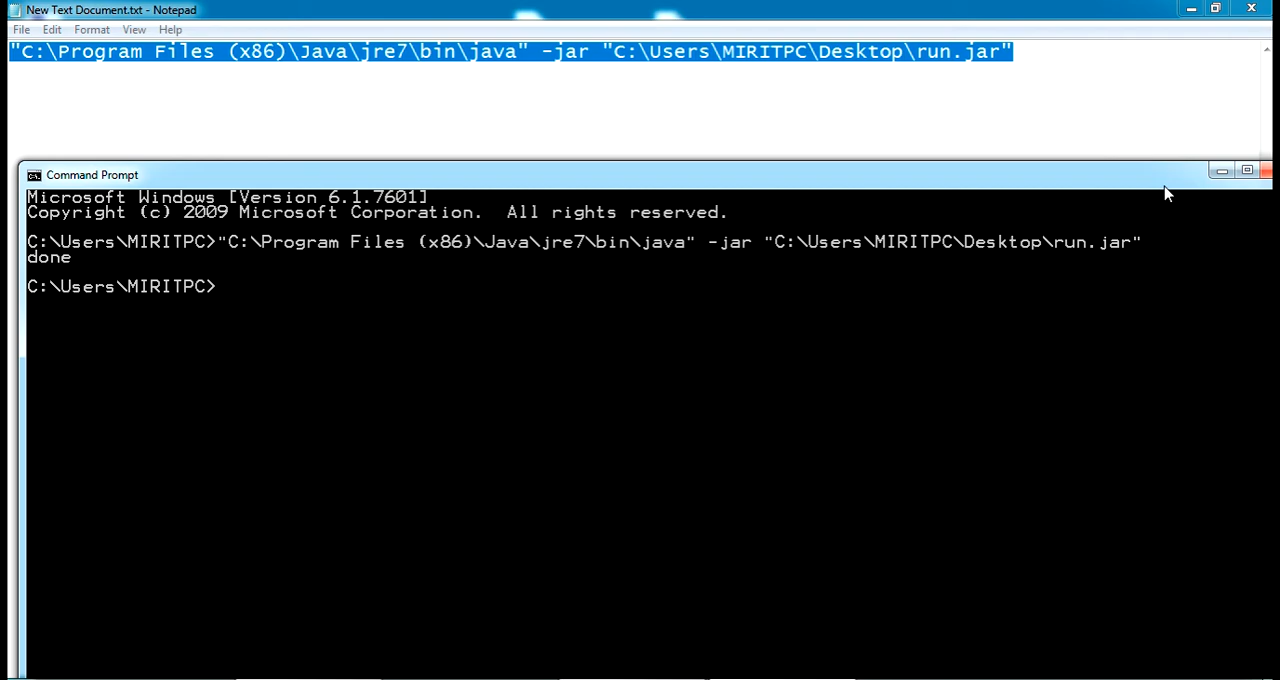 New Text Document.txt - Notepad
File Edit Format View Help
"C:\Program Files (x86)\Java\jre7\bin\java" -jar "C:\Users\MIRITPC\Desktop\run.jar"
Command Prompt
Microsoft Windows [Version 6.1.7601]
Copyright (c) 2009 Microsoft Corporation.  All rights reserved.
C:\Users\MIRITPC>"C:\Program Files (x86)\Java\jre7\bin\java" -jar "C:\Users\MIRITPC\Desktop\run.jar"
done
C:\Users\MIRITPC>